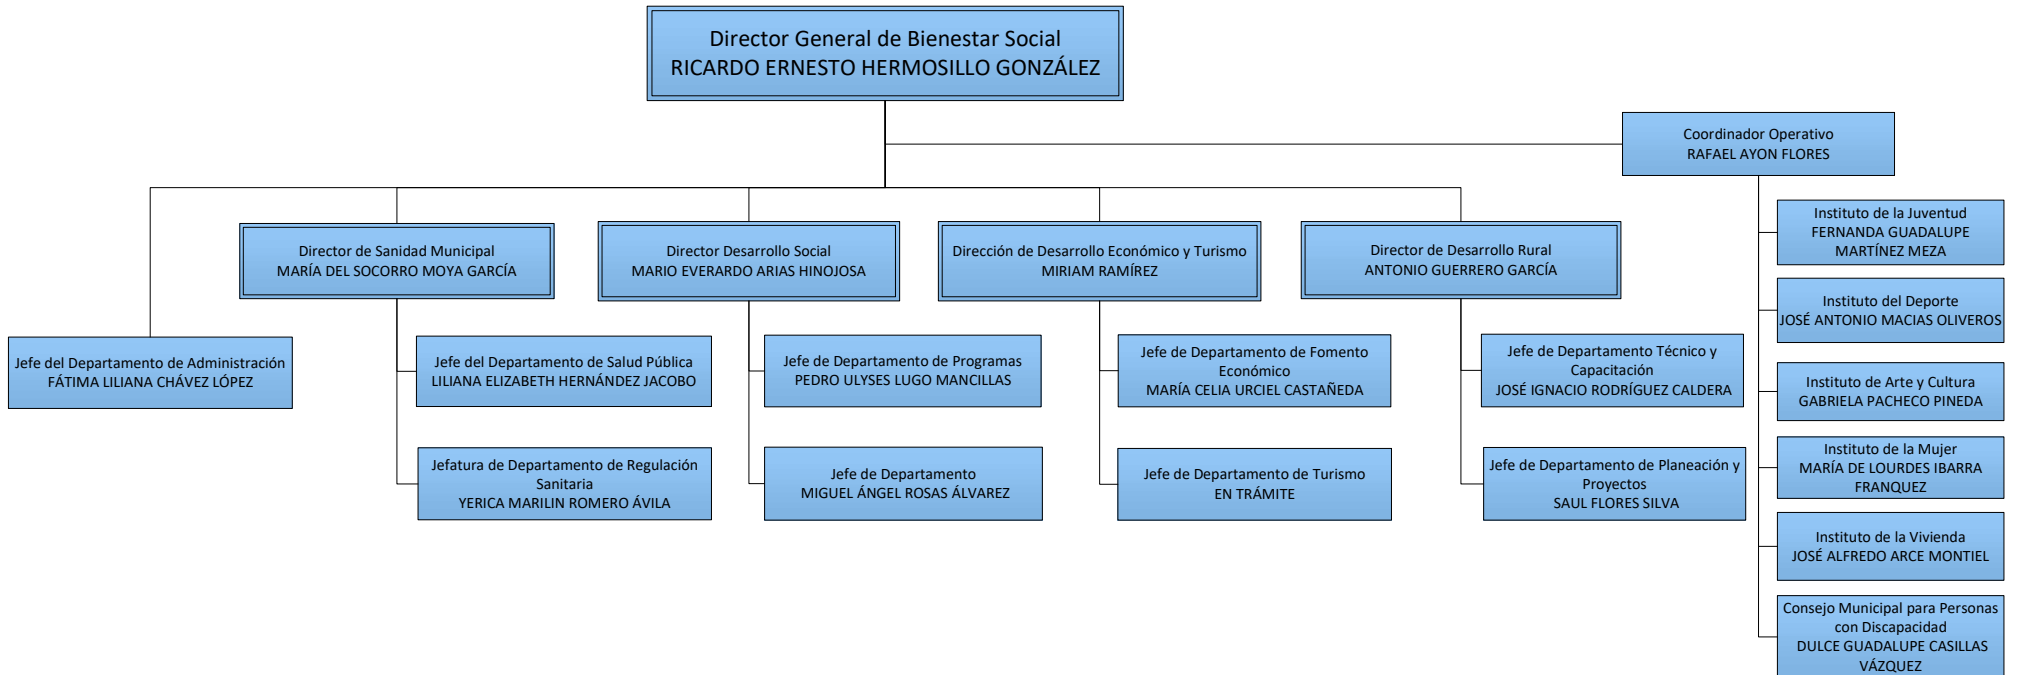 Director General de Bienestar Social
RICARDO ERNESTO HERMOSILLO GONZÁLEZ
Coordinador Operativo
RAFAEL AYON FLORES
Director de Sanidad Municipal
MARÍA DEL SOCORRO MOYA GARCÍA
Director Desarrollo Social
MARIO EVERARDO ARIAS HINOJOSA
Dirección de Desarrollo Económico y Turismo
MIRIAM RAMÍREZ
Director de Desarrollo Rural
ANTONIO GUERRERO GARCÍA
Instituto de la Juventud
FERNANDA GUADALUPE
MARTÍNEZ MEZA
Instituto del Deporte
JOSÉ ANTONIO MACIAS OLIVEROS
Jefe del Departamento de Administración
FÁTIMA LILIANA CHÁVEZ LÓPEZ
Jefe del Departamento de Salud Pública
LILIANA ELIZABETH HERNÁNDEZ JACOBO
Jefe de Departamento de Programas
PEDRO ULYSES LUGO MANCILLAS
Jefe de Departamento de Fomento
Económico
MARÍA CELIA URCIEL CASTAÑEDA
Jefe de Departamento Técnico y
Capacitación
JOSÉ IGNACIO RODRÍGUEZ CALDERA
Instituto de Arte y Cultura
GABRIELA PACHECO PINEDA
Jefatura de Departamento de Regulación
Sanitaria
YERICA MARILIN ROMERO ÁVILA
Jefe de Departamento
MIGUEL ÁNGEL ROSAS ÁLVAREZ
Jefe de Departamento de Turismo
EN TRÁMITE
Jefe de Departamento de Planeación y
Proyectos
SAUL FLORES SILVA
Instituto de la Mujer
MARÍA DE LOURDES IBARRA
FRANQUEZ
Instituto de la Vivienda
JOSÉ ALFREDO ARCE MONTIEL
Consejo Municipal para Personas
con Discapacidad
DULCE GUADALUPE CASILLAS
VÁZQUEZ